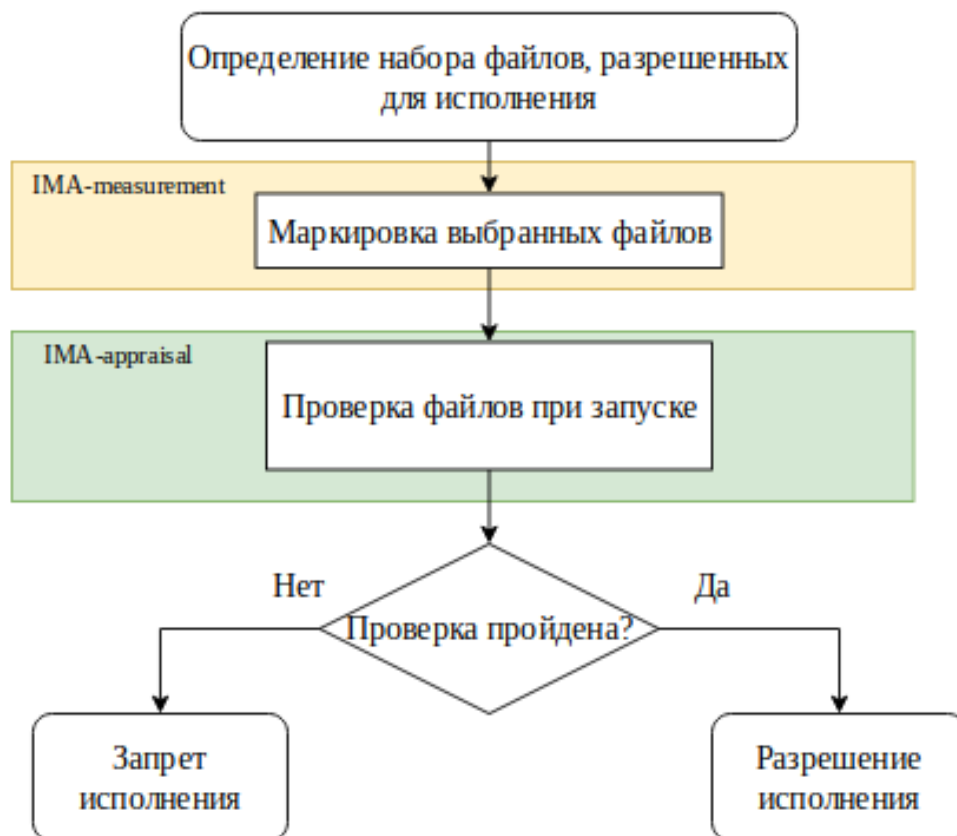 Определение набора файлов, разрешенных
для исполнения
IMA-measurement
Маркировка выбранных файлов
IMA-appraisal
Проверка файлов при запуске
Нет
Да
Проверка пройдена?
Запрет
исполнения
Разрешение
исполнения